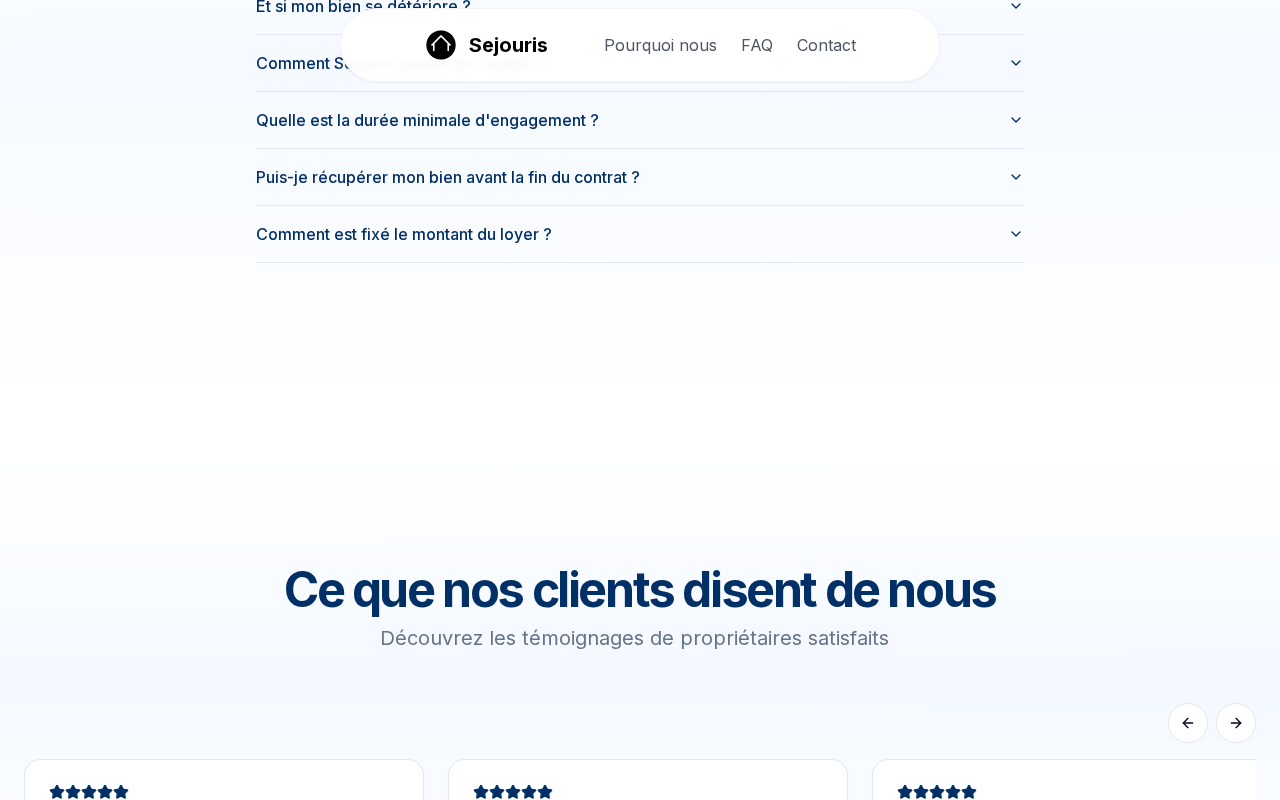 Et si mon bien se détériore ?
Sejouris
Pourquoi nous
FAQ
Contact
Comment
Quelle est la durée minimale d'engagement ?
Puis-je récupérer mon bien avant la fin du contrat ?
Comment est fixé le montant du loyer ?
Ce que nos clients disent de nous
Découvrez les témoignages de propriétaires satisfaits